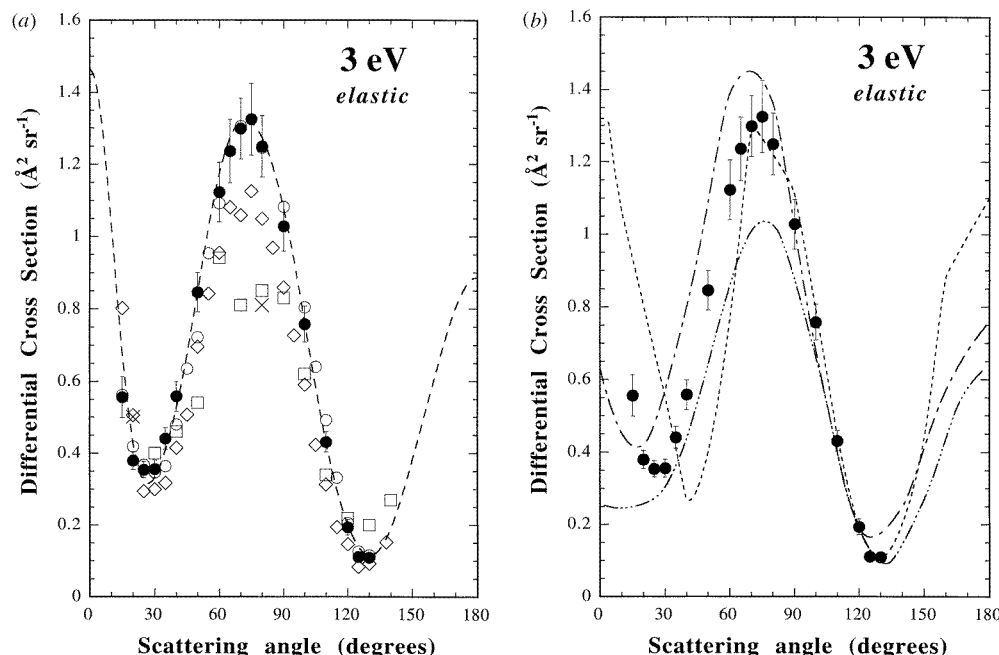 (a)
3 eV
elastic
Differential Cross Section (Å² sr⁻¹)
1.6
1.4
1.2
1
0.8
0.6
0.4
0.2
0
0 30 60 90 120 150 180
Scattering angle (degrees)
(b)
3 eV
elastic
Differential Cross Section (Å² sr⁻¹)
1.6
1.4
1.2
1
0.8
0.6
0.4
0.2
0
0 30 60 90 120 150 180
Scattering angle (degrees)